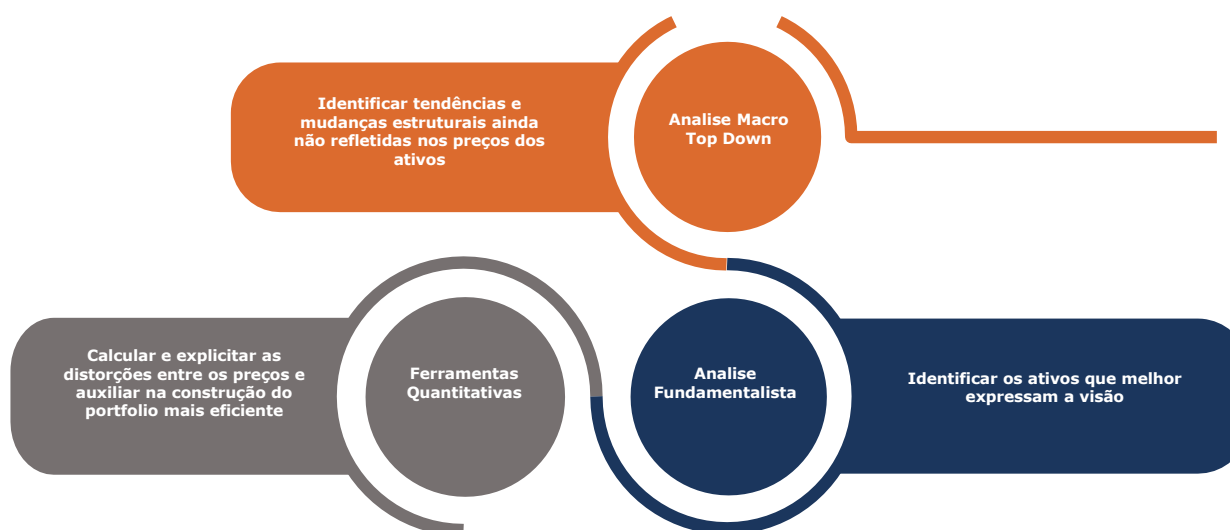 Identificar tendências e
mudanças estruturais ainda
não refletidas nos preços dos
ativos
Analise Macro
Top Down
Calcular e explicitar as
distorções entre os preços e
auxiliar na construção do
portfolio mais eficiente
Ferramentas
Quantitativas
Analise
Fundamentalista
Identificar os ativos que melhor
expressam a visão